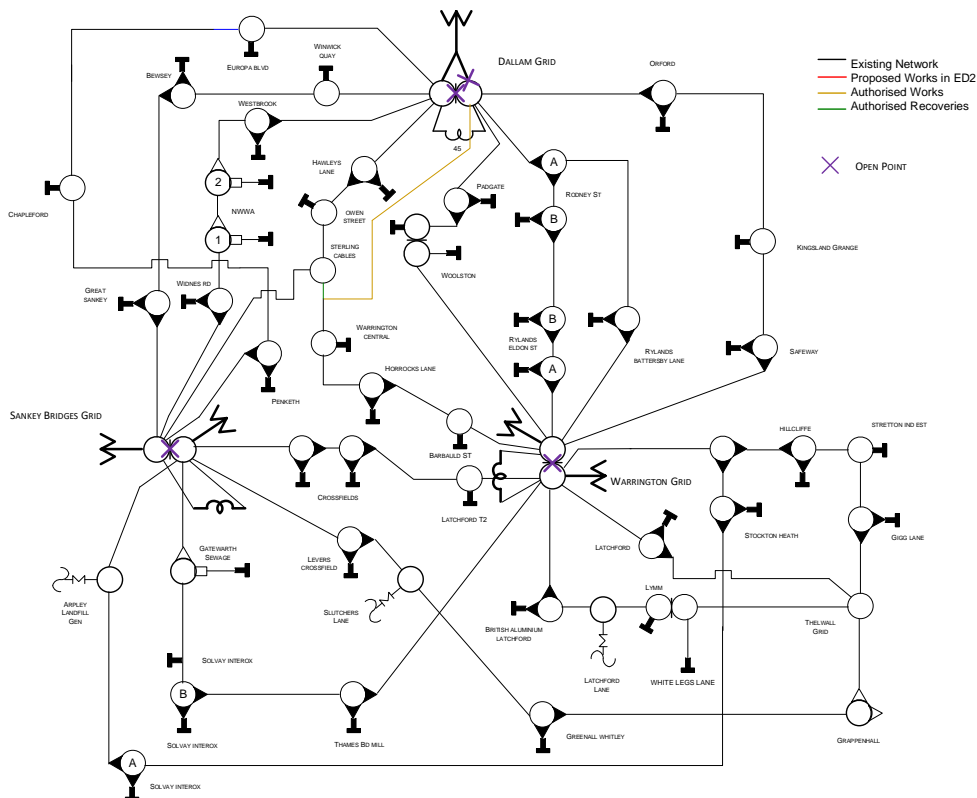 EUROPA BLVD
WINWICK
QUAY
DALLAM GRID
BEWSEY
ORFORD
Existing Network
Proposed Works in ED2
Authorised Works
Authorised Recoveries
OPEN POINT
WESTBROOK
45
HAWLEYS
LANE
A
RODNEY ST
PADGATE
2
CHAPLEFORD
OWEN
STREET
B
NWWA
1
STERLING
CABLES
WOOLSTON
KINGSLAND GRANGE
GREAT
SANKEY
WIDNES RD
WARRINGTON
CENTRAL
B
RYLANDS
ELDON ST
A
RYLANDS
BATTERSBY LANE
SAFEWAY
HORROCKS LANE
PENKETH
SANKEY BRIDGES GRID
BARBAULD ST
HILLCLIFFE
STRETTON IND EST
WARRINGTON GRID
CROSSFIELDS
LATCHFORD T2
STOCKTON HEATH
GIGG LANE
GATEWARTH
SEWAGE
LEVERS
CROSSFIELD
LATCHFORD
LYMM
ARPLEY
LANDFILL
GEN
SLUTCHERS
LANE
BRITISH ALUMINIUM
LATCHFORD
THELWALL
GRID
LATCHFORD
LANE
WHITE LEGS LANE
SOLVAY INTEROX
B
SOLVAY INTEROX
THAMES BD MILL
GREENALL WHITLEY
GRAPPENHALL
A
SOLVAY INTEROX